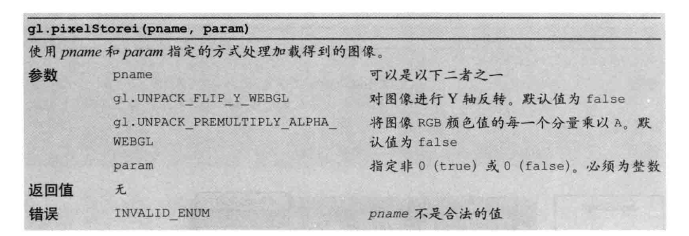 gl.pixelStorei(pname, param)
使用 pname 和 param 指定的方式处理加载得到的图像。
参数 pname 可以是以下二者之一
gl.UNPACK_FLIP_Y_WEBGL 对图像进行 Y 轴反转。默认值为 false
gl.UNPACK_PREMULTIPLY_ALPHA_ 将图像 RGB 颜色值的每一个分量乘以 A。默
WEBGL 认值为 false
param 指定非 0 (true) 或 0 (false)。必须为整数
返回值 无
错误 INVALID_ENUM pname 不是合法的值